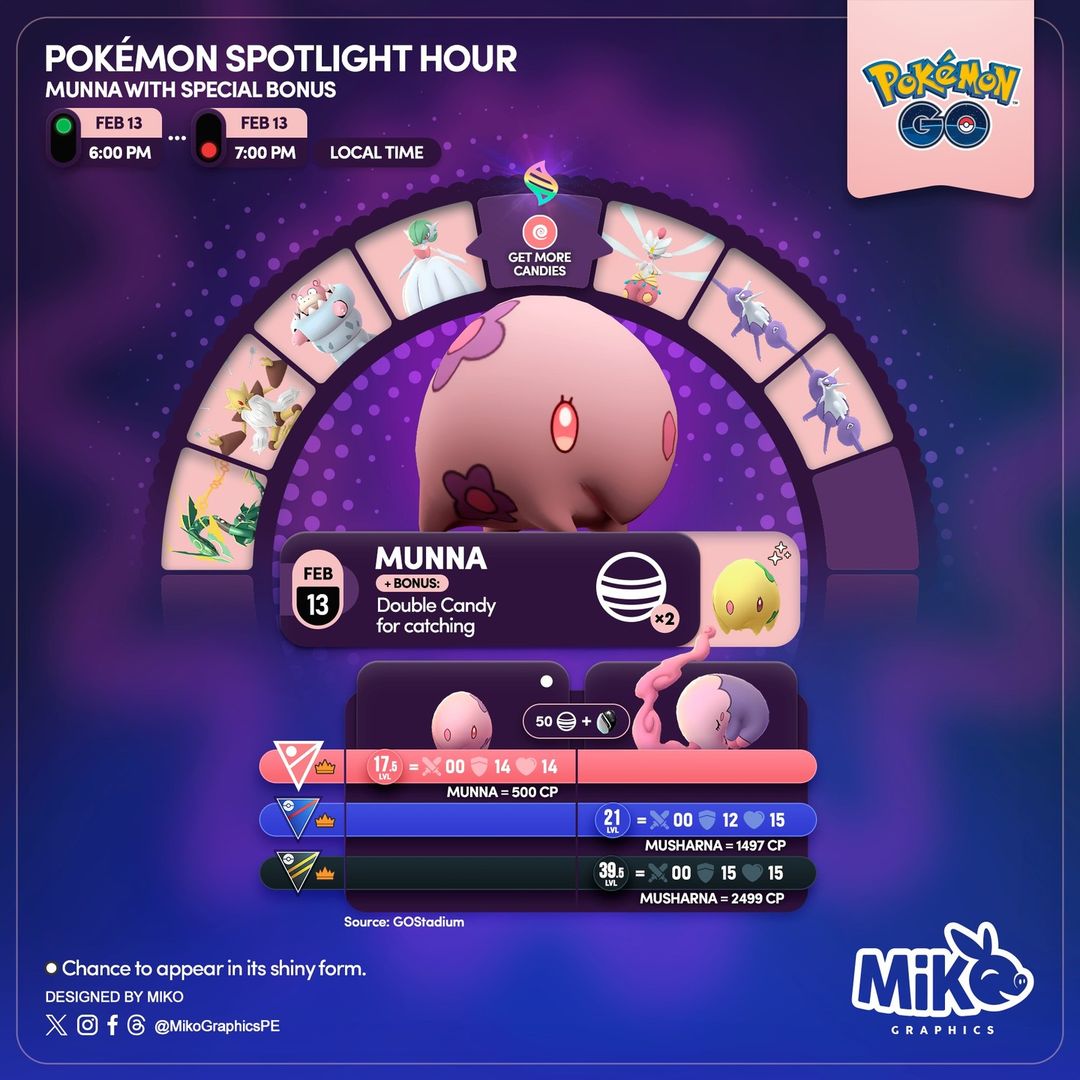 POKÉMON SPOTLIGHT HOUR
MUNNA WITH SPECIAL BONUS
FEB 13
6:00 PM
...
FEB 13
7:00 PM
LOCAL TIME
POKÉMON
GO
GET MORE
CANDIES
FEB
13
MUNNA
+ BONUS:
Double Candy
for catching
×2
50 +
17.5 LVL = 00 14 14
MUNNA = 500 CP
21 LVL = 00 12 15
MUSHARNA = 1497 CP
39.5 LVL = 00 15 15
MUSHARNA = 2499 CP
Source: GOStadium
Chance to appear in its shiny form.
DESIGNED BY MIKO
@MikoGraphicsPE
MiKO
GRAPHICS